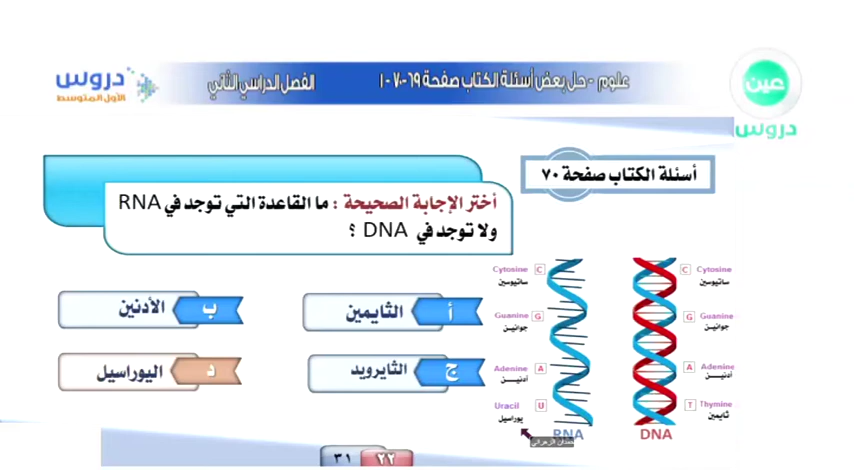 دروس
الأول المتوسط
علوم - حل بعض أسئلة الكتاب صفحة ٦٩-٧٠-١
الفصل الدراسي الثاني
عين
دروس
أسئلة الكتاب صفحة ٧٠
أختر الإجابة الصحيحة : ما القاعدة التي توجد في RNA
ولا توجد في DNA ؟
أ الثايمين
ب الأدنين
ج الثايرويد
د اليوراسيل
Cytosine C
سايتوسين
Guanine G
جوانين
Adenine A
أدنيـــن
Uracil U
يوراسيل
RNA
C Cytosine
سايتوسين
G Guanine
جوانين
A Adenine
أدنيـــن
T Thymine
ثايمين
DNA
٣١ ٢٢